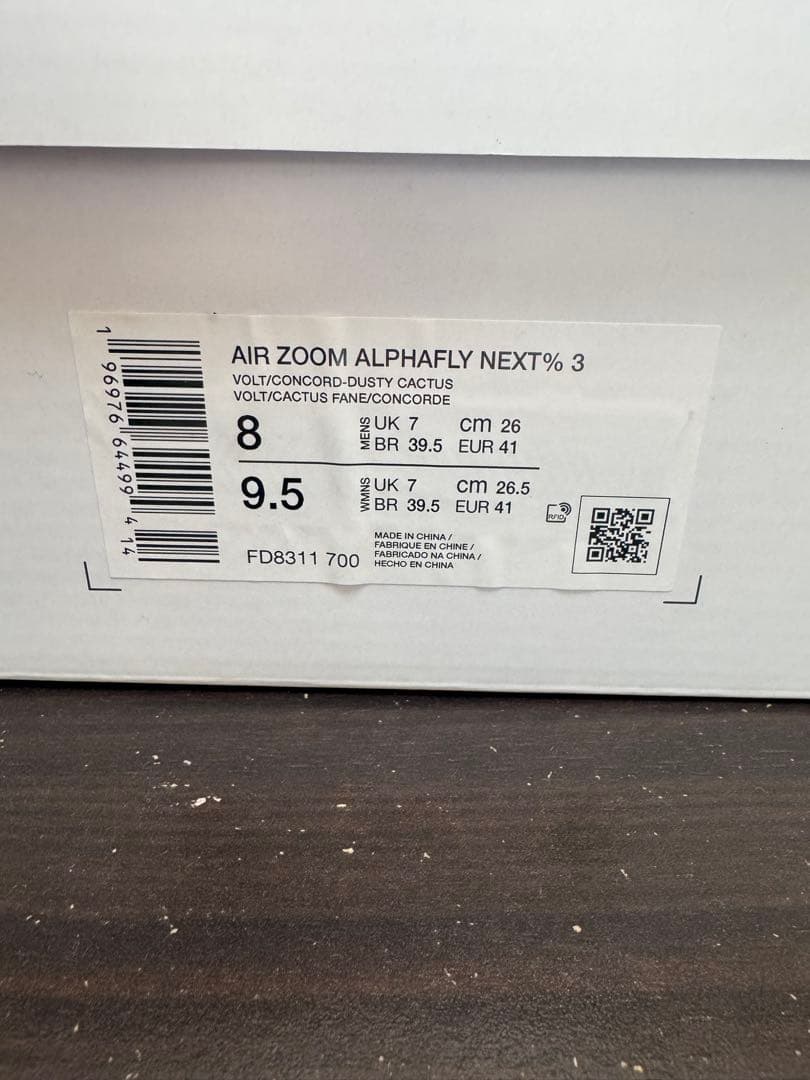 AIR ZOOM ALPHAFLY NEXT% 3
VOLT/CONCORD-DUSTY CACTUS
VOLT/CACTUS FANE/CONCORDE
8 MENS UK 7 cm 26
BR 39.5 EUR 41
9.5 WMNS UK 7 cm 26.5
BR 39.5 EUR 41
RFID
MADE IN CHINA /
FABRIQUE EN CHINE /
FABRICADO NA CHINA /
HECHO EN CHINA
FD8311 700
1 96976 64499 4 14